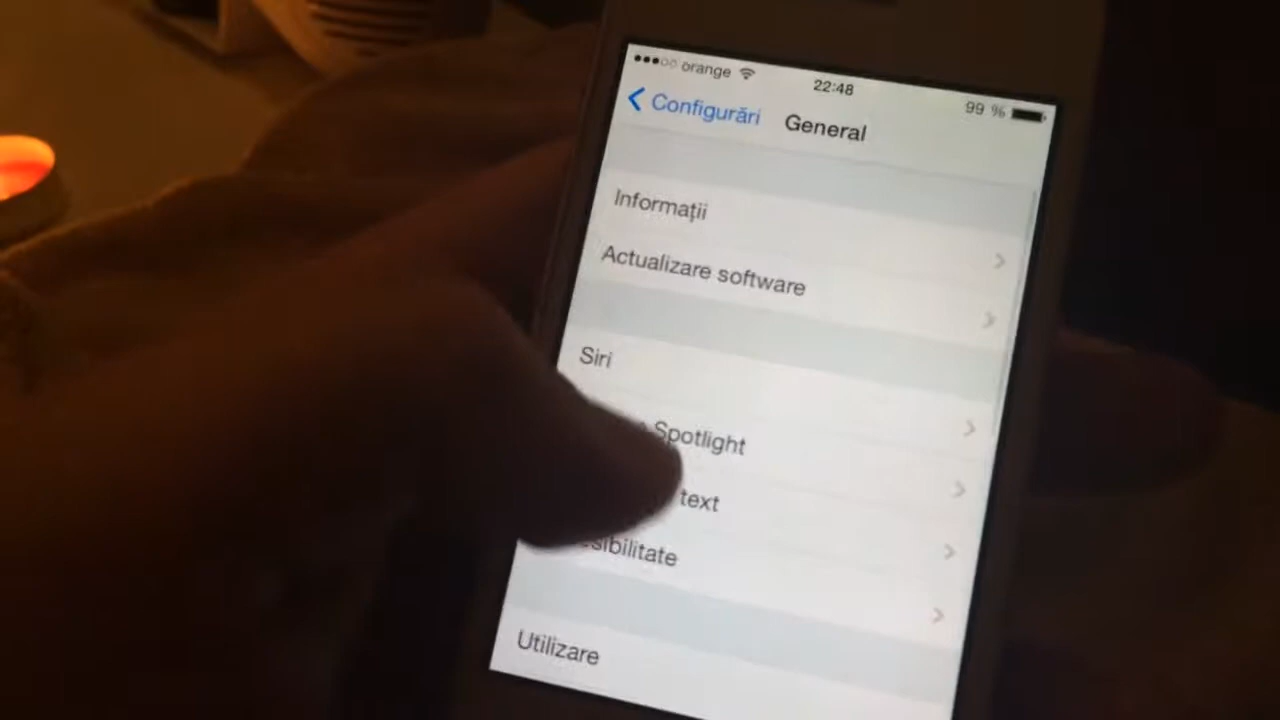 orange 22:48 99 %
Configurări General
Informații
Actualizare software
Siri
Spotlight
text
sibilitate
Utilizare